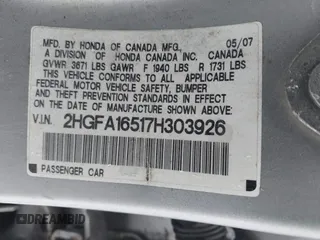 MFD. BY HONDA OF CANADA MFG. 05/07
A DIVISION OF HONDA CANADA INC. CANADA
GVWR 3671 LBS GAWR F 1940 LBS R 1731 LBS
THIS VEHICLE CONFORMS TO ALL APPLICABLE
FEDERAL MOTOR VEHICLE SAFETY, BUMPER
AND THEFT PREVENTION STANDARDS IN
EFFECT ON THE DATE OF MANUFACTURE
SHOWN ABOVE.
V.I.N. 2HGFA16517H303926
PASSENGER CAR
DREAMBID